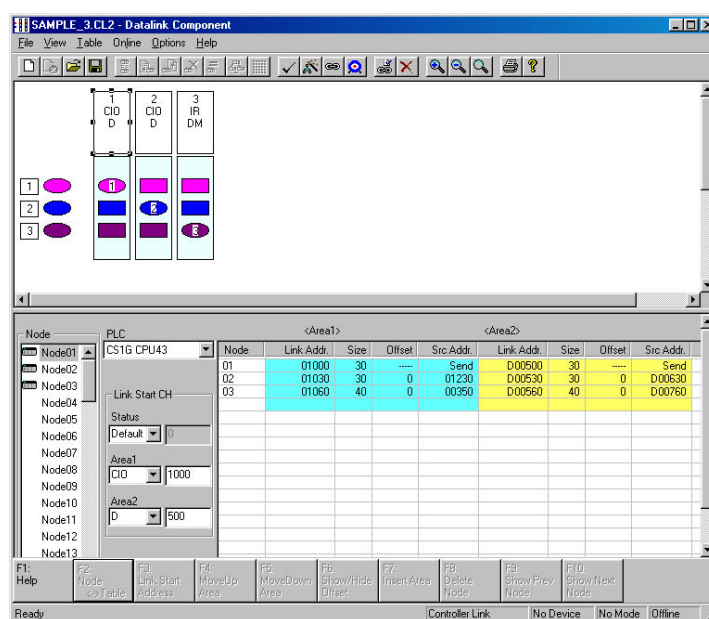 SAMPLE_3.CL2 - Datalink Component
File View Table Online Options Help
1 2 3
CIO CIO IR
D D DM
1 1
2 2
3 3
Node PLC <Area1> <Area2>
Node01 CS1G CPU43 Node Link Addr. Size Offset Src Addr. Link Addr. Size Offset Src Addr.
01 01000 30 ----- Send D00500 30 ----- Send
Node02 02 01030 30 0 01230 D00530 30 0 D00630
Node03 03 01060 40 0 00350 D00560 40 0 D00760
Link Start CH
Node04
Node05 Status
Node06 Default 0
Node07
Node08 Area1
CIO 1000
Node09
Node10 Area2
Node11 D 500
Node12
Node13
F1: F2: F3: F4: F5: F6: F7: F8: F9: F10:
Help Node Link Start MoveUp MoveDown Show/Hide Insert Area Delete Show Prev Show Next
<->Table Address Area Area Offset Node Node Node
Ready Controller Link No Device No Mode Offline